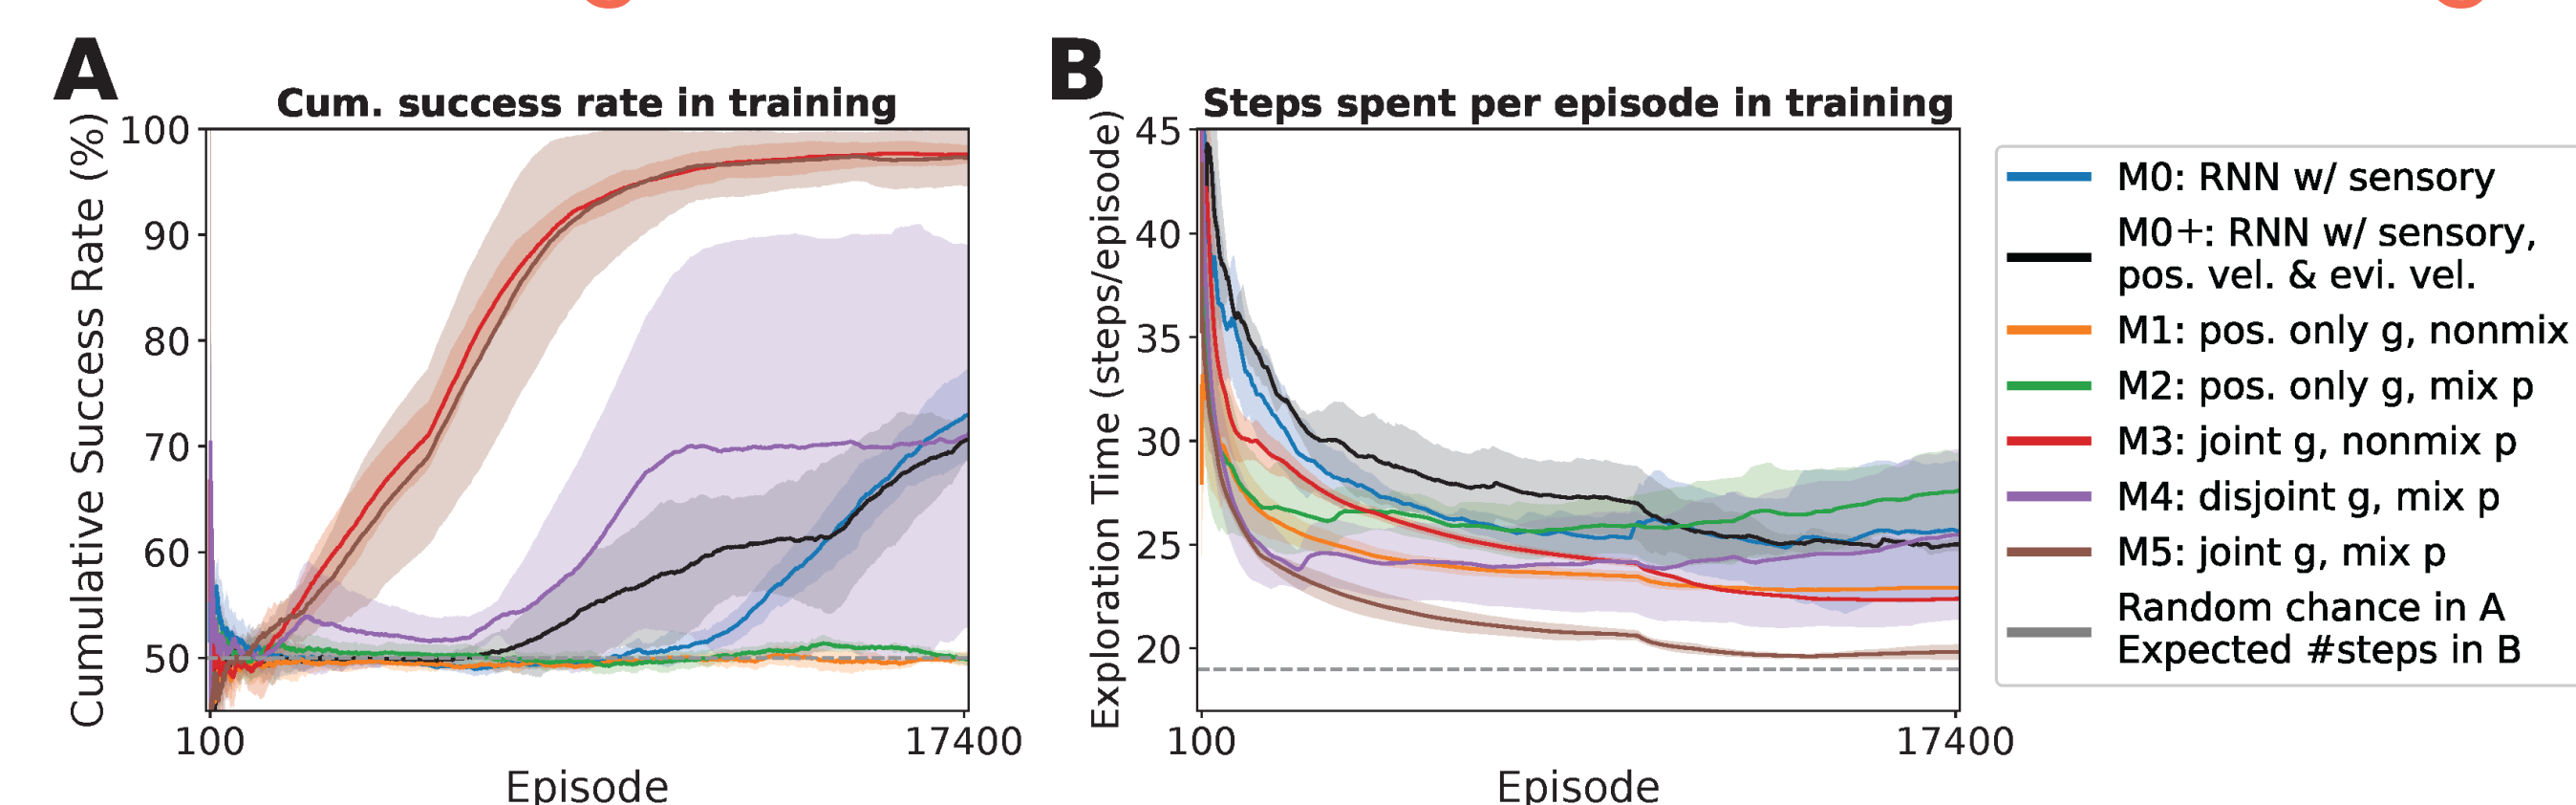 A
Cum. success rate in training
Cumulative Success Rate (%)
100
90
80
70
60
50
100
17400
Episode
B
Steps spent per episode in training
Exploration Time (steps/episode)
45
40
35
30
25
20
100
17400
Episode
M0: RNN w/ sensory
M0+: RNN w/ sensory,
pos. vel. & evi. vel.
M1: pos. only g, nonmix
M2: pos. only g, mix p
M3: joint g, nonmix p
M4: disjoint g, mix p
M5: joint g, mix p
Random chance in A
Expected #steps in B